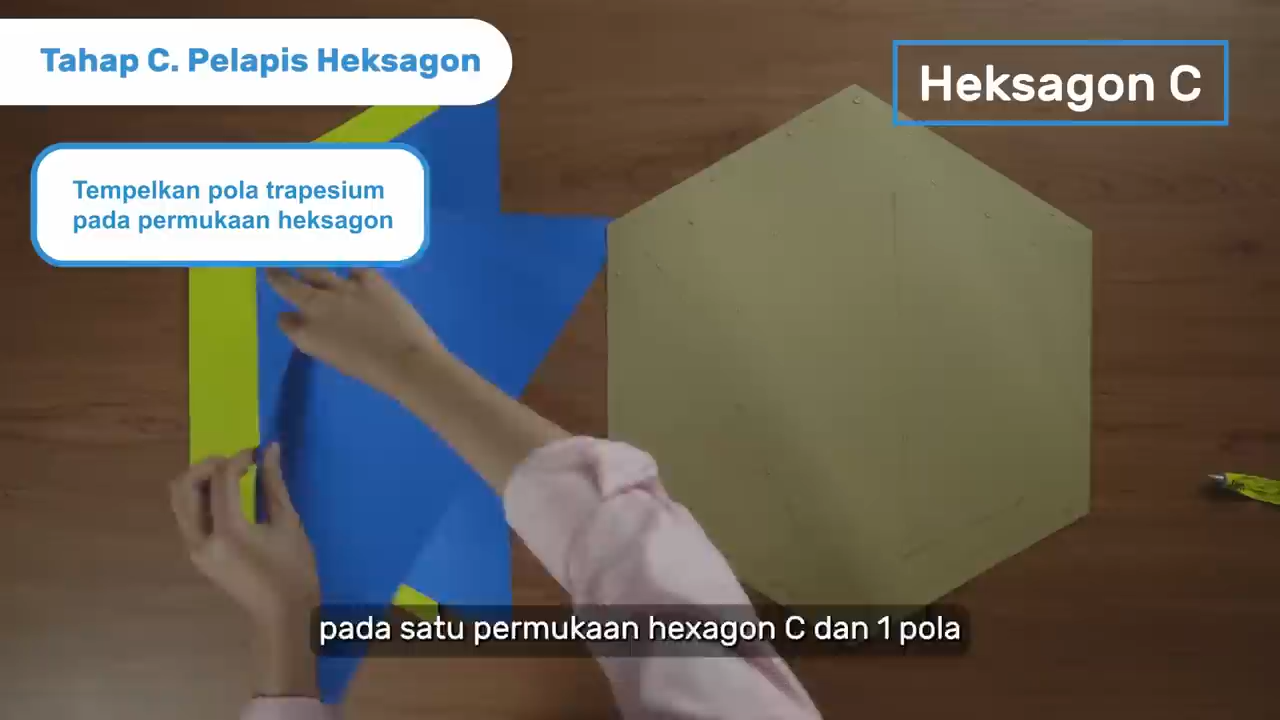 Tahap C. Pelapis Heksagon
Heksagon C
Tempelkan pola trapesium
pada permukaan heksagon
pada satu permukaan hexagon C dan 1 pola